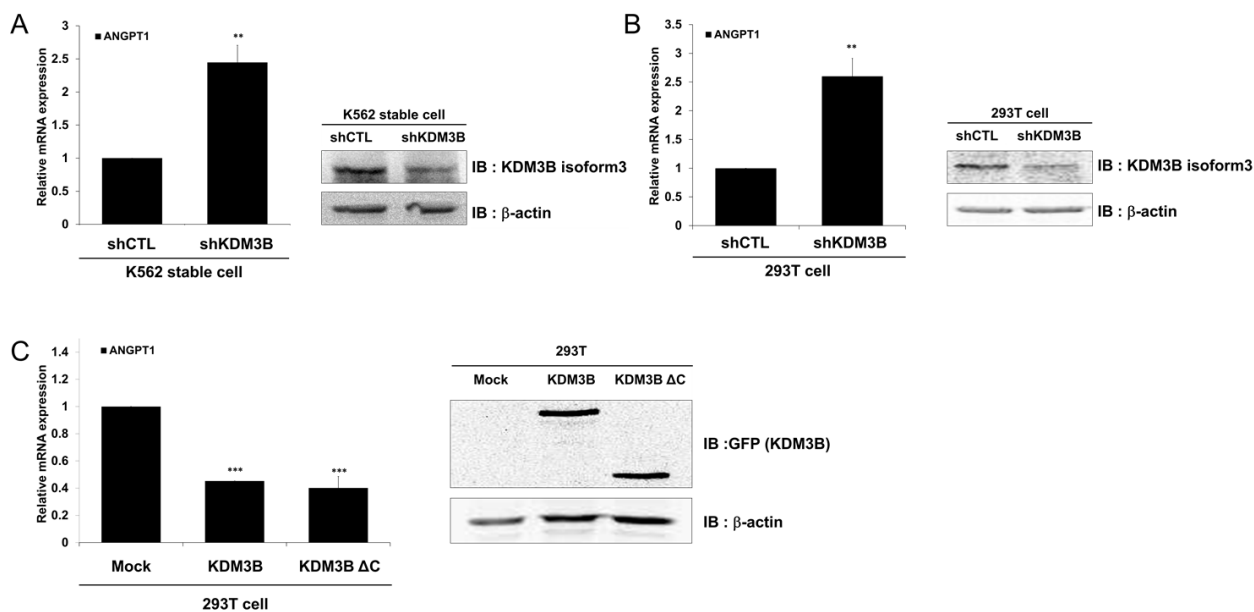 A
Relative mRNA expression
3
2.5
2
1.5
1
0.5
0
■ANGPT1
**
shCTL shKDM3B
K562 stable cell
K562 stable cell
shCTL shKDM3B
IB : KDM3B isoform3
IB : β-actin
B
Relative mRNA expression
3.5
3
2.5
2
1.5
1
0.5
0
■ANGPT1
**
shCTL shKDM3B
293T cell
293T cell
shCTL shKDM3B
IB : KDM3B isoform3
IB : β-actin
C
Relative mRNA expression
1.4
1.2
1
0.8
0.6
0.4
0.2
0
■ANGPT1
*** ***
Mock KDM3B KDM3B ΔC
293T cell
293T
Mock KDM3B KDM3B ΔC
IB :GFP (KDM3B)
IB : β-actin